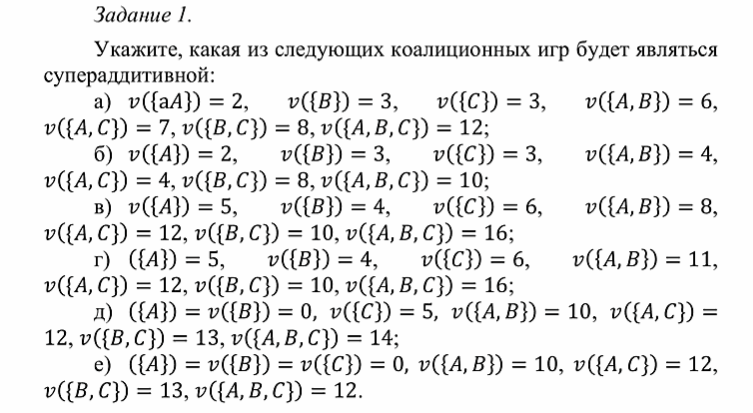 Задание 1.
Укажите, какая из следующих коалиционных игр будет являться
супераддитивной:
а) v({aA}) = 2, v({B}) = 3, v({C}) = 3, v({A, B}) = 6,
v({A, C}) = 7, v({B, C}) = 8, v({A, B, C}) = 12;
б) v({A}) = 2, v({B}) = 3, v({C}) = 3, v({A, B}) = 4,
v({A, C}) = 4, v({B, C}) = 8, v({A, B, C}) = 10;
в) v({A}) = 5, v({B}) = 4, v({C}) = 6, v({A, B}) = 8,
v({A, C}) = 12, v({B, C}) = 10, v({A, B, C}) = 16;
г) ({A}) = 5, v({B}) = 4, v({C}) = 6, v({A, B}) = 11,
v({A, C}) = 12, v({B, C}) = 10, v({A, B, C}) = 16;
д) ({A}) = v({B}) = 0, v({C}) = 5, v({A, B}) = 10, v({A, C}) =
12, v({B, C}) = 13, v({A, B, C}) = 14;
е) ({A}) = v({B}) = v({C}) = 0, v({A, B}) = 10, v({A, C}) = 12,
v({B, C}) = 13, v({A, B, C}) = 12.